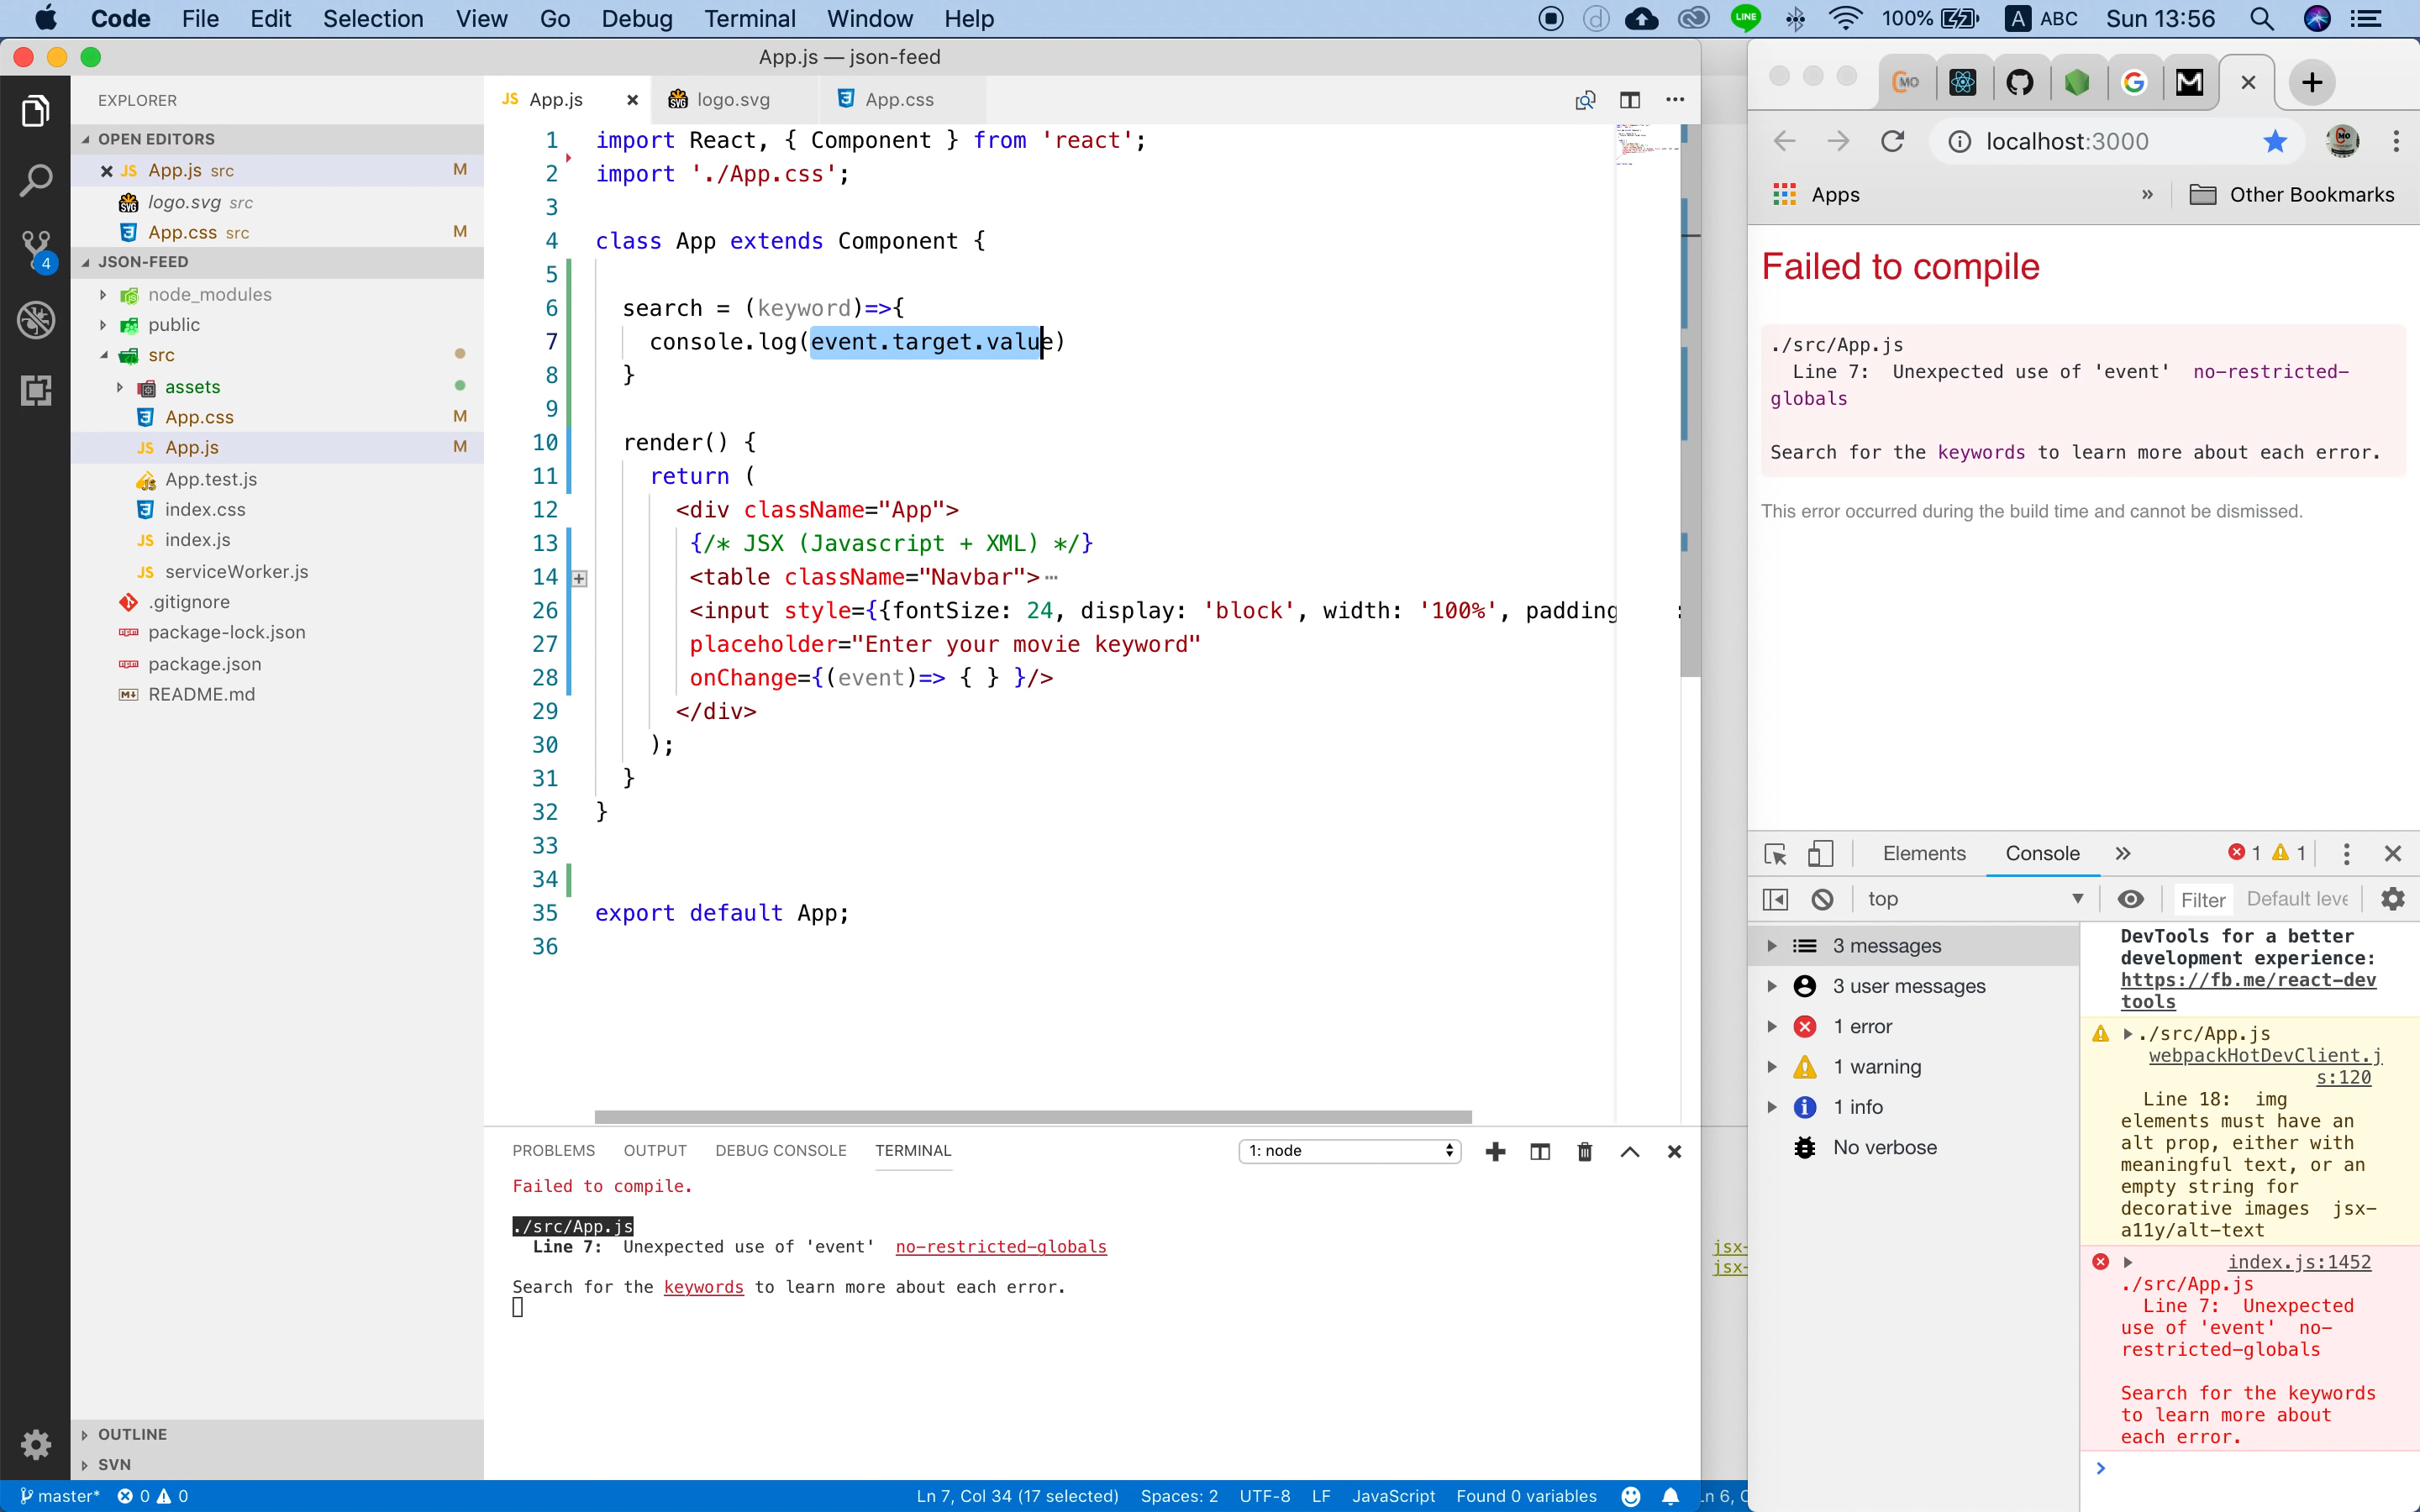 Code File Edit Selection View Go Debug Terminal Window Help
LINE 100% A ABC Sun 13:56
App.js — json-feed
EXPLORER
OPEN EDITORS
App.js src M
logo.svg src
App.css src M
4
JSON-FEED
node_modules
public
src
assets
App.css M
App.js M
App.test.js
index.css
index.js
serviceWorker.js
.gitignore
package-lock.json
package.json
README.md
OUTLINE
SVN
JS App.js logo.svg App.css
1 import React, { Component } from 'react';
2 import './App.css';
3
4 class App extends Component {
5
6 search = (keyword)=>{
7 console.log(event.target.value)
8 }
9
10 render() {
11 return (
12 <div className="App">
13 {/* JSX (Javascript + XML) */}
14 <table className="Navbar">
26 <input style={{fontSize: 24, display: 'block', width: '100%', padding
27 placeholder="Enter your movie keyword"
28 onChange={(event)=> { } }/>
29 </div>
30 );
31 }
32 }
33
34
35 export default App;
36
PROBLEMS OUTPUT DEBUG CONSOLE TERMINAL 1: node
Failed to compile.
./src/App.js
Line 7: Unexpected use of 'event' no-restricted-globals
Search for the keywords to learn more about each error.
jsx-
jsx-
master* 0 0 Ln 7, Col 34 (17 selected) Spaces: 2 UTF-8 LF JavaScript Found 0 variables Ln 6, C
localhost:3000
Apps » Other Bookmarks
Failed to compile
./src/App.js
Line 7: Unexpected use of 'event' no-restricted-
globals
Search for the keywords to learn more about each error.
This error occurred during the build time and cannot be dismissed.
Elements Console » 1 1
top Filter Default leve
3 messages
3 user messages
1 error
1 warning
1 info
No verbose
DevTools for a better
development experience:
https://fb.me/react-dev
tools
./src/App.js
webpackHotDevClient.j
s:120
Line 18: img
elements must have an
alt prop, either with
meaningful text, or an
empty string for
decorative images jsx-
a11y/alt-text
index.js:1452
./src/App.js
Line 7: Unexpected
use of 'event' no-
restricted-globals
Search for the keywords
to learn more about
each error.